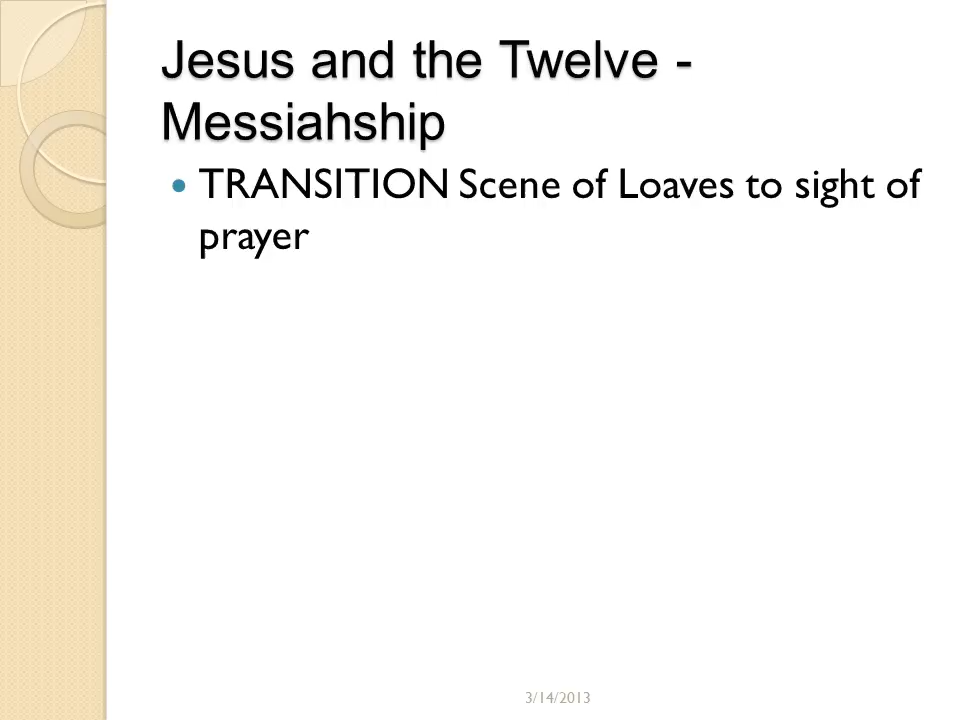 Jesus and the Twelve -
Messiahship
• TRANSITION Scene of Loaves to sight of
prayer
3/14/2013